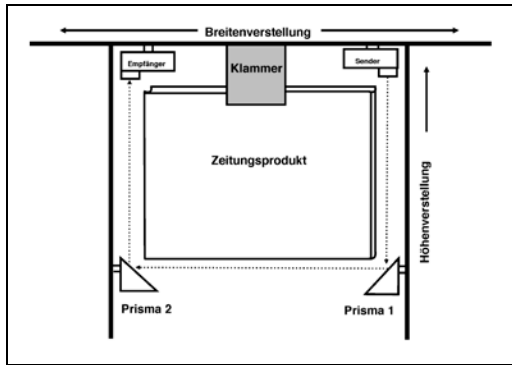 Breitenverstellung
Empfänger
Klammer
Sender
Zeitungsprodukt
Höhenverstellung
Prisma 2
Prisma 1